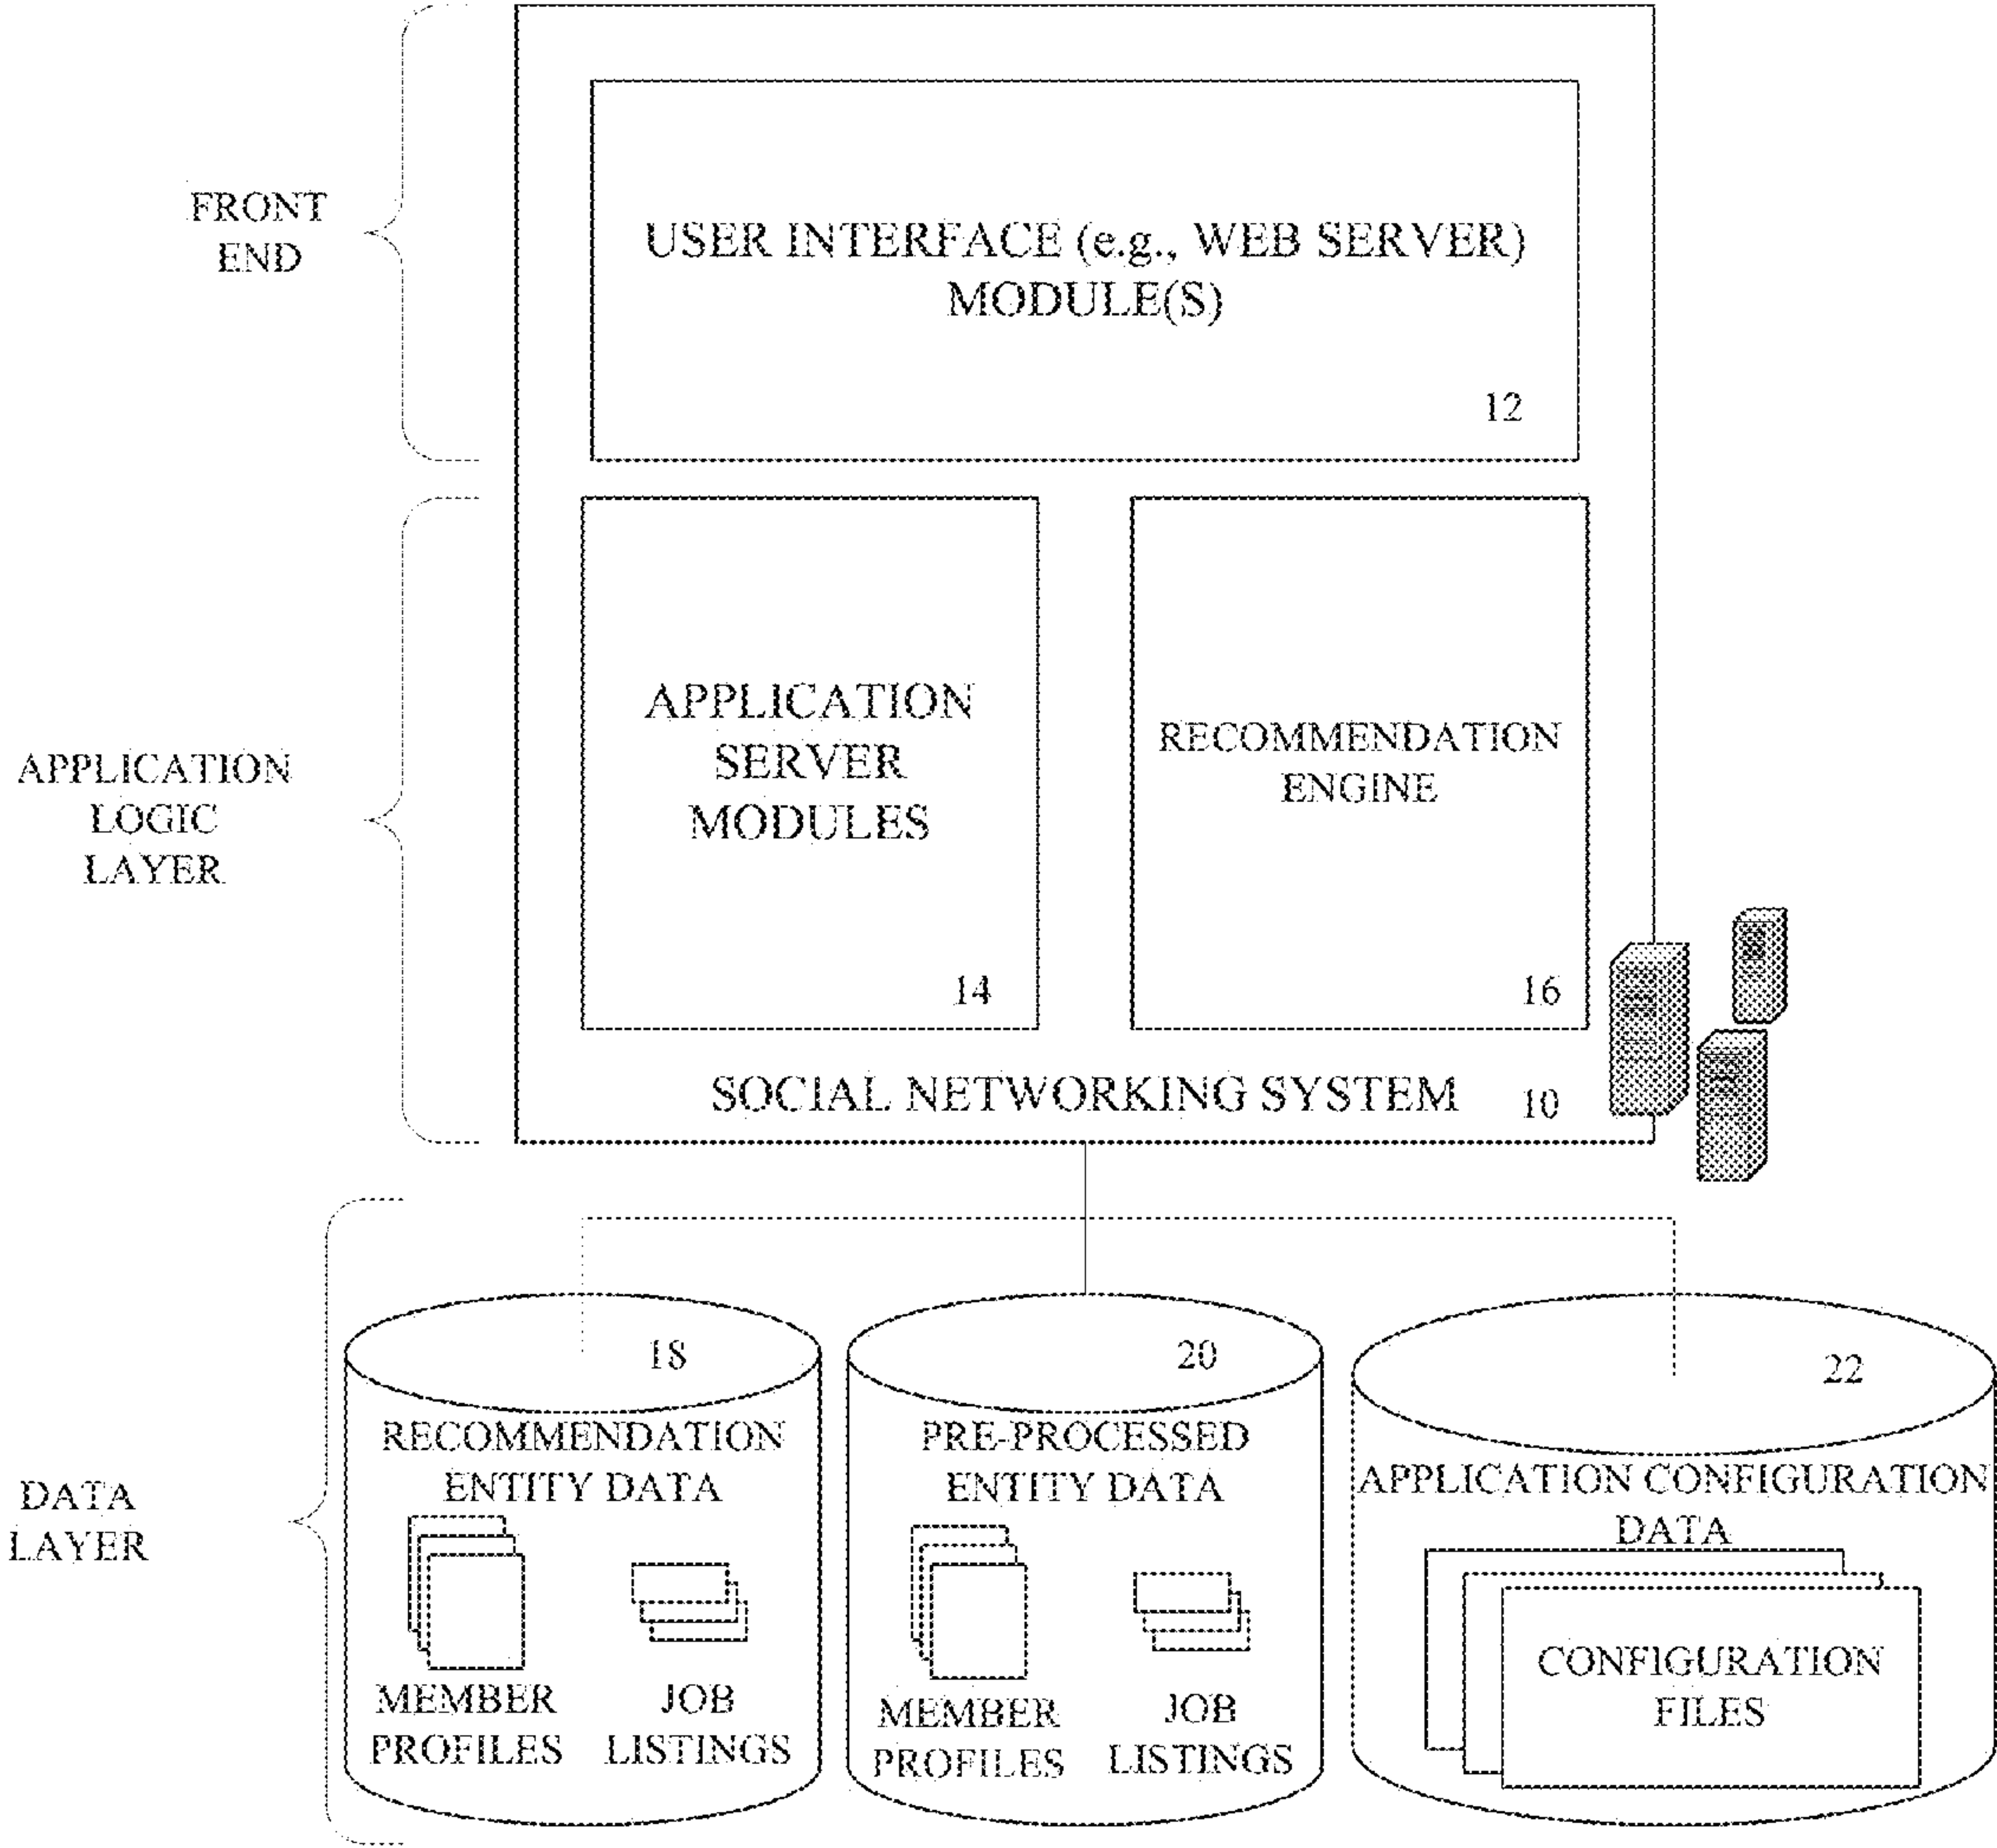 FRONT
END
USER INTERFACE (e.g., WEB SERVER)
MODULE(S)
12
APPLICATION
LOGIC
LAYER
APPLICATION
SERVER
MODULES
14
RECOMMENDATION
ENGINE
16
SOCIAL NETWORKING SYSTEM
10
DATA
LAYER
18
RECOMMENDATION
ENTITY DATA
MEMBER
PROFILES
JOB
LISTINGS
20
PRE-PROCESSED
ENTITY DATA
MEMBER
PROFILES
JOB
LISTINGS
22
APPLICATION CONFIGURATION
DATA
CONFIGURATION
FILES